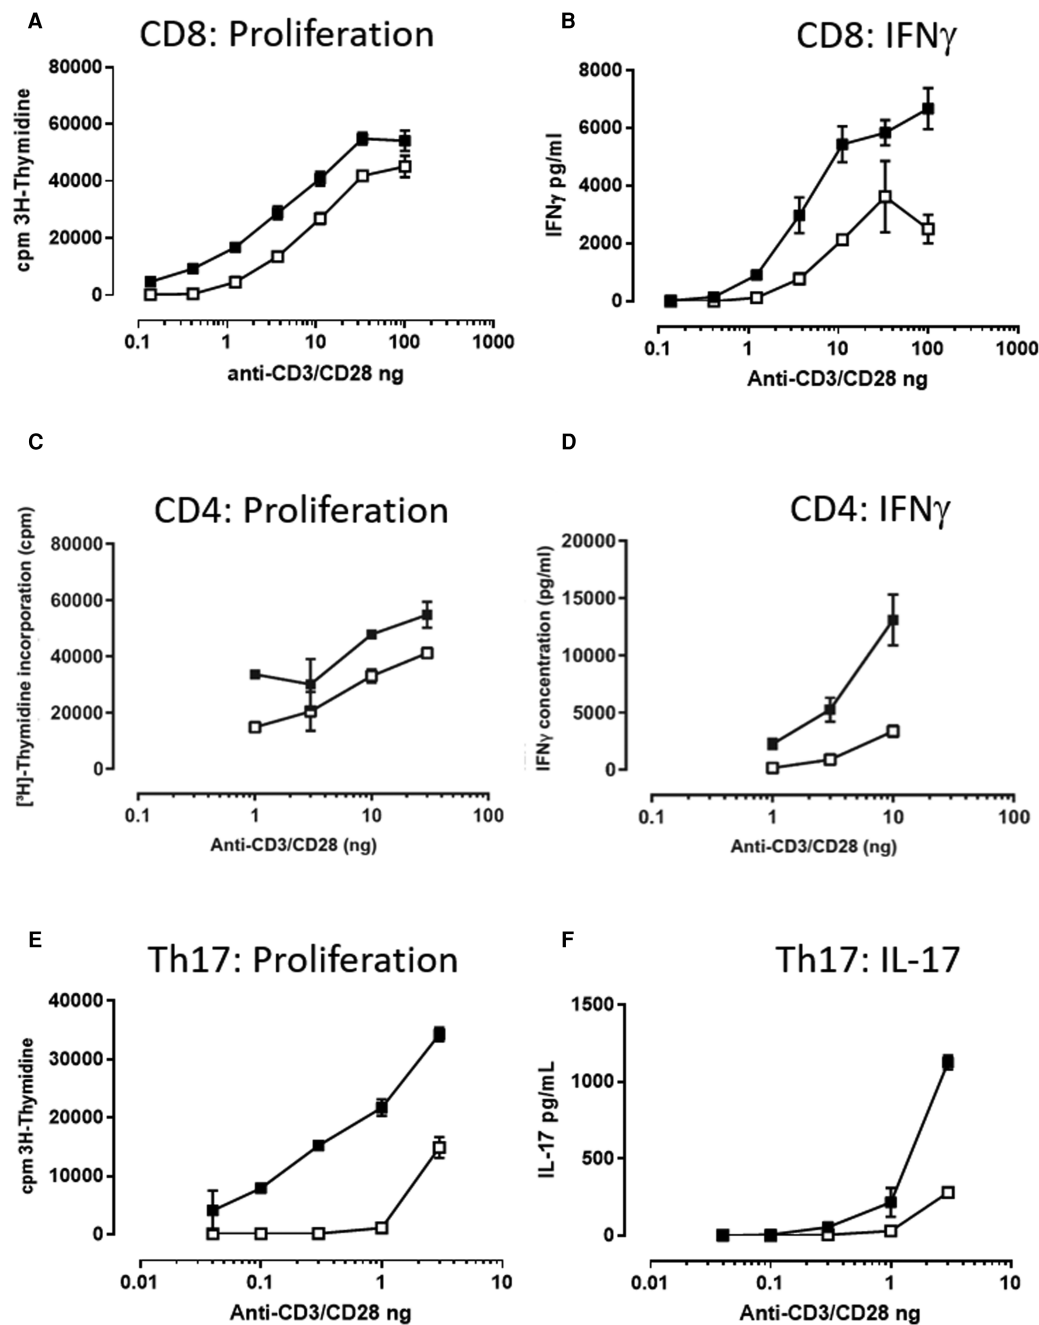 A
CD8: Proliferation
cpm 3H-Thymidine
80000
60000
40000
20000
0
0.1 1 10 100 1000
anti-CD3/CD28 ng
B
CD8: IFNγ
IFNγ pg/ml
8000
6000
4000
2000
0
0.1 1 10 100 1000
Anti-CD3/CD28 ng
C
CD4: Proliferation
[³H]-Thymidine incorporation (cpm)
80000
60000
40000
20000
0
0.1 1 10 100
Anti-CD3/CD28 (ng)
D
CD4: IFNγ
IFNγ concentration (pg/ml)
20000
15000
10000
5000
0
0.1 1 10 100
Anti-CD3/CD28 (ng)
E
Th17: Proliferation
cpm 3H-Thymidine
40000
30000
20000
10000
0
0.01 0.1 1 10
Anti-CD3/CD28 ng
F
Th17: IL-17
IL-17 pg/mL
1500
1000
500
0
0.01 0.1 1 10
Anti-CD3/CD28 ng